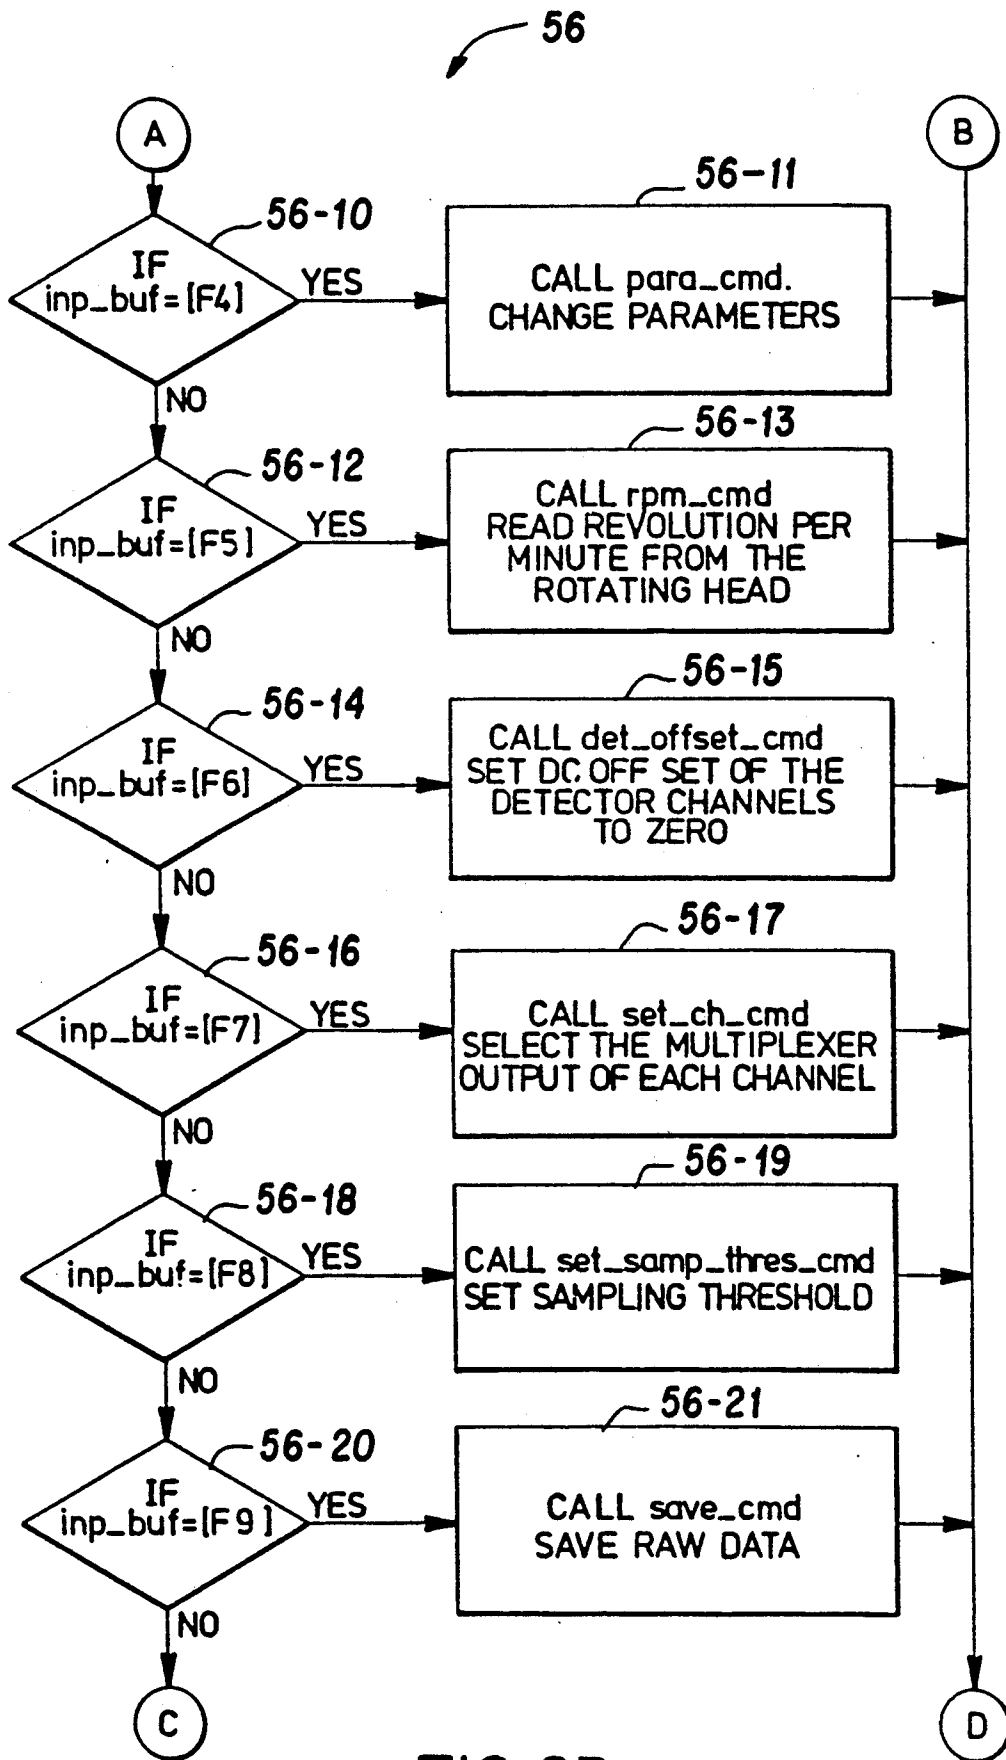 56
A
B
56-10
IF
inp_buf=[F4]
YES
NO
56-11
CALL para_cmd.
CHANGE PARAMETERS
56-12
IF
inp_buf=[F5]
YES
NO
56-13
CALL rpm_cmd
READ REVOLUTION PER
MINUTE FROM THE
ROTATING HEAD
56-14
IF
inp_buf=[F6]
YES
NO
56-15
CALL det_offset_cmd
SET DC OFF SET OF THE
DETECTOR CHANNELS
TO ZERO
56-16
IF
inp_buf=[F7]
YES
NO
56-17
CALL set_ch_cmd
SELECT THE MULTIPLEXER
OUTPUT OF EACH CHANNEL
56-18
IF
inp_buf=[F8]
YES
NO
56-19
CALL set_samp_thres_cmd
SET SAMPLING THRESHOLD
56-20
IF
inp_buf=[F9]
YES
NO
56-21
CALL save_cmd
SAVE RAW DATA
C
D